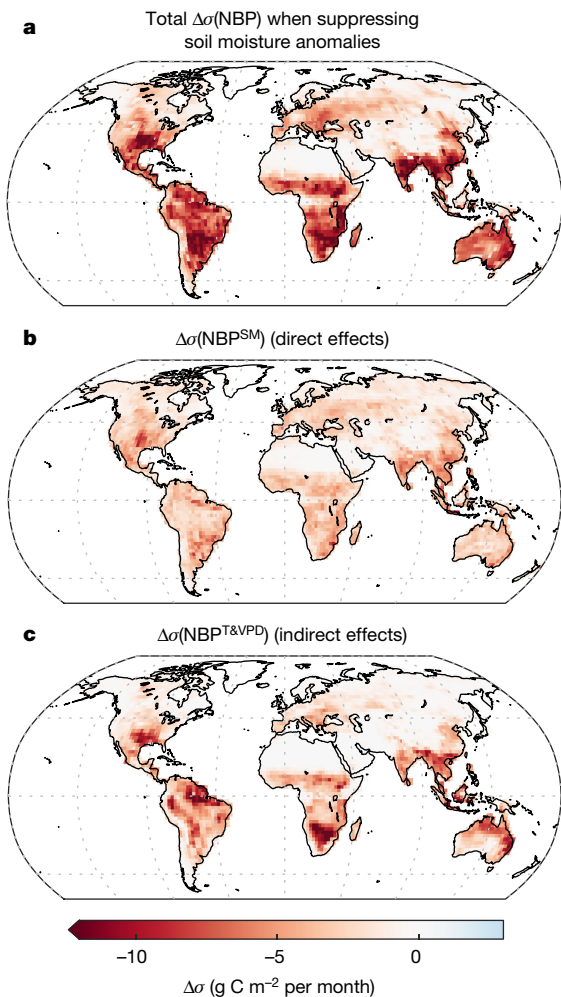 a
Total Δσ(NBP) when suppressing
soil moisture anomalies
b
Δσ(NBP^SM) (direct effects)
c
Δσ(NBP^T&VPD) (indirect effects)
−10 −5 0
Δσ (g C m⁻² per month)